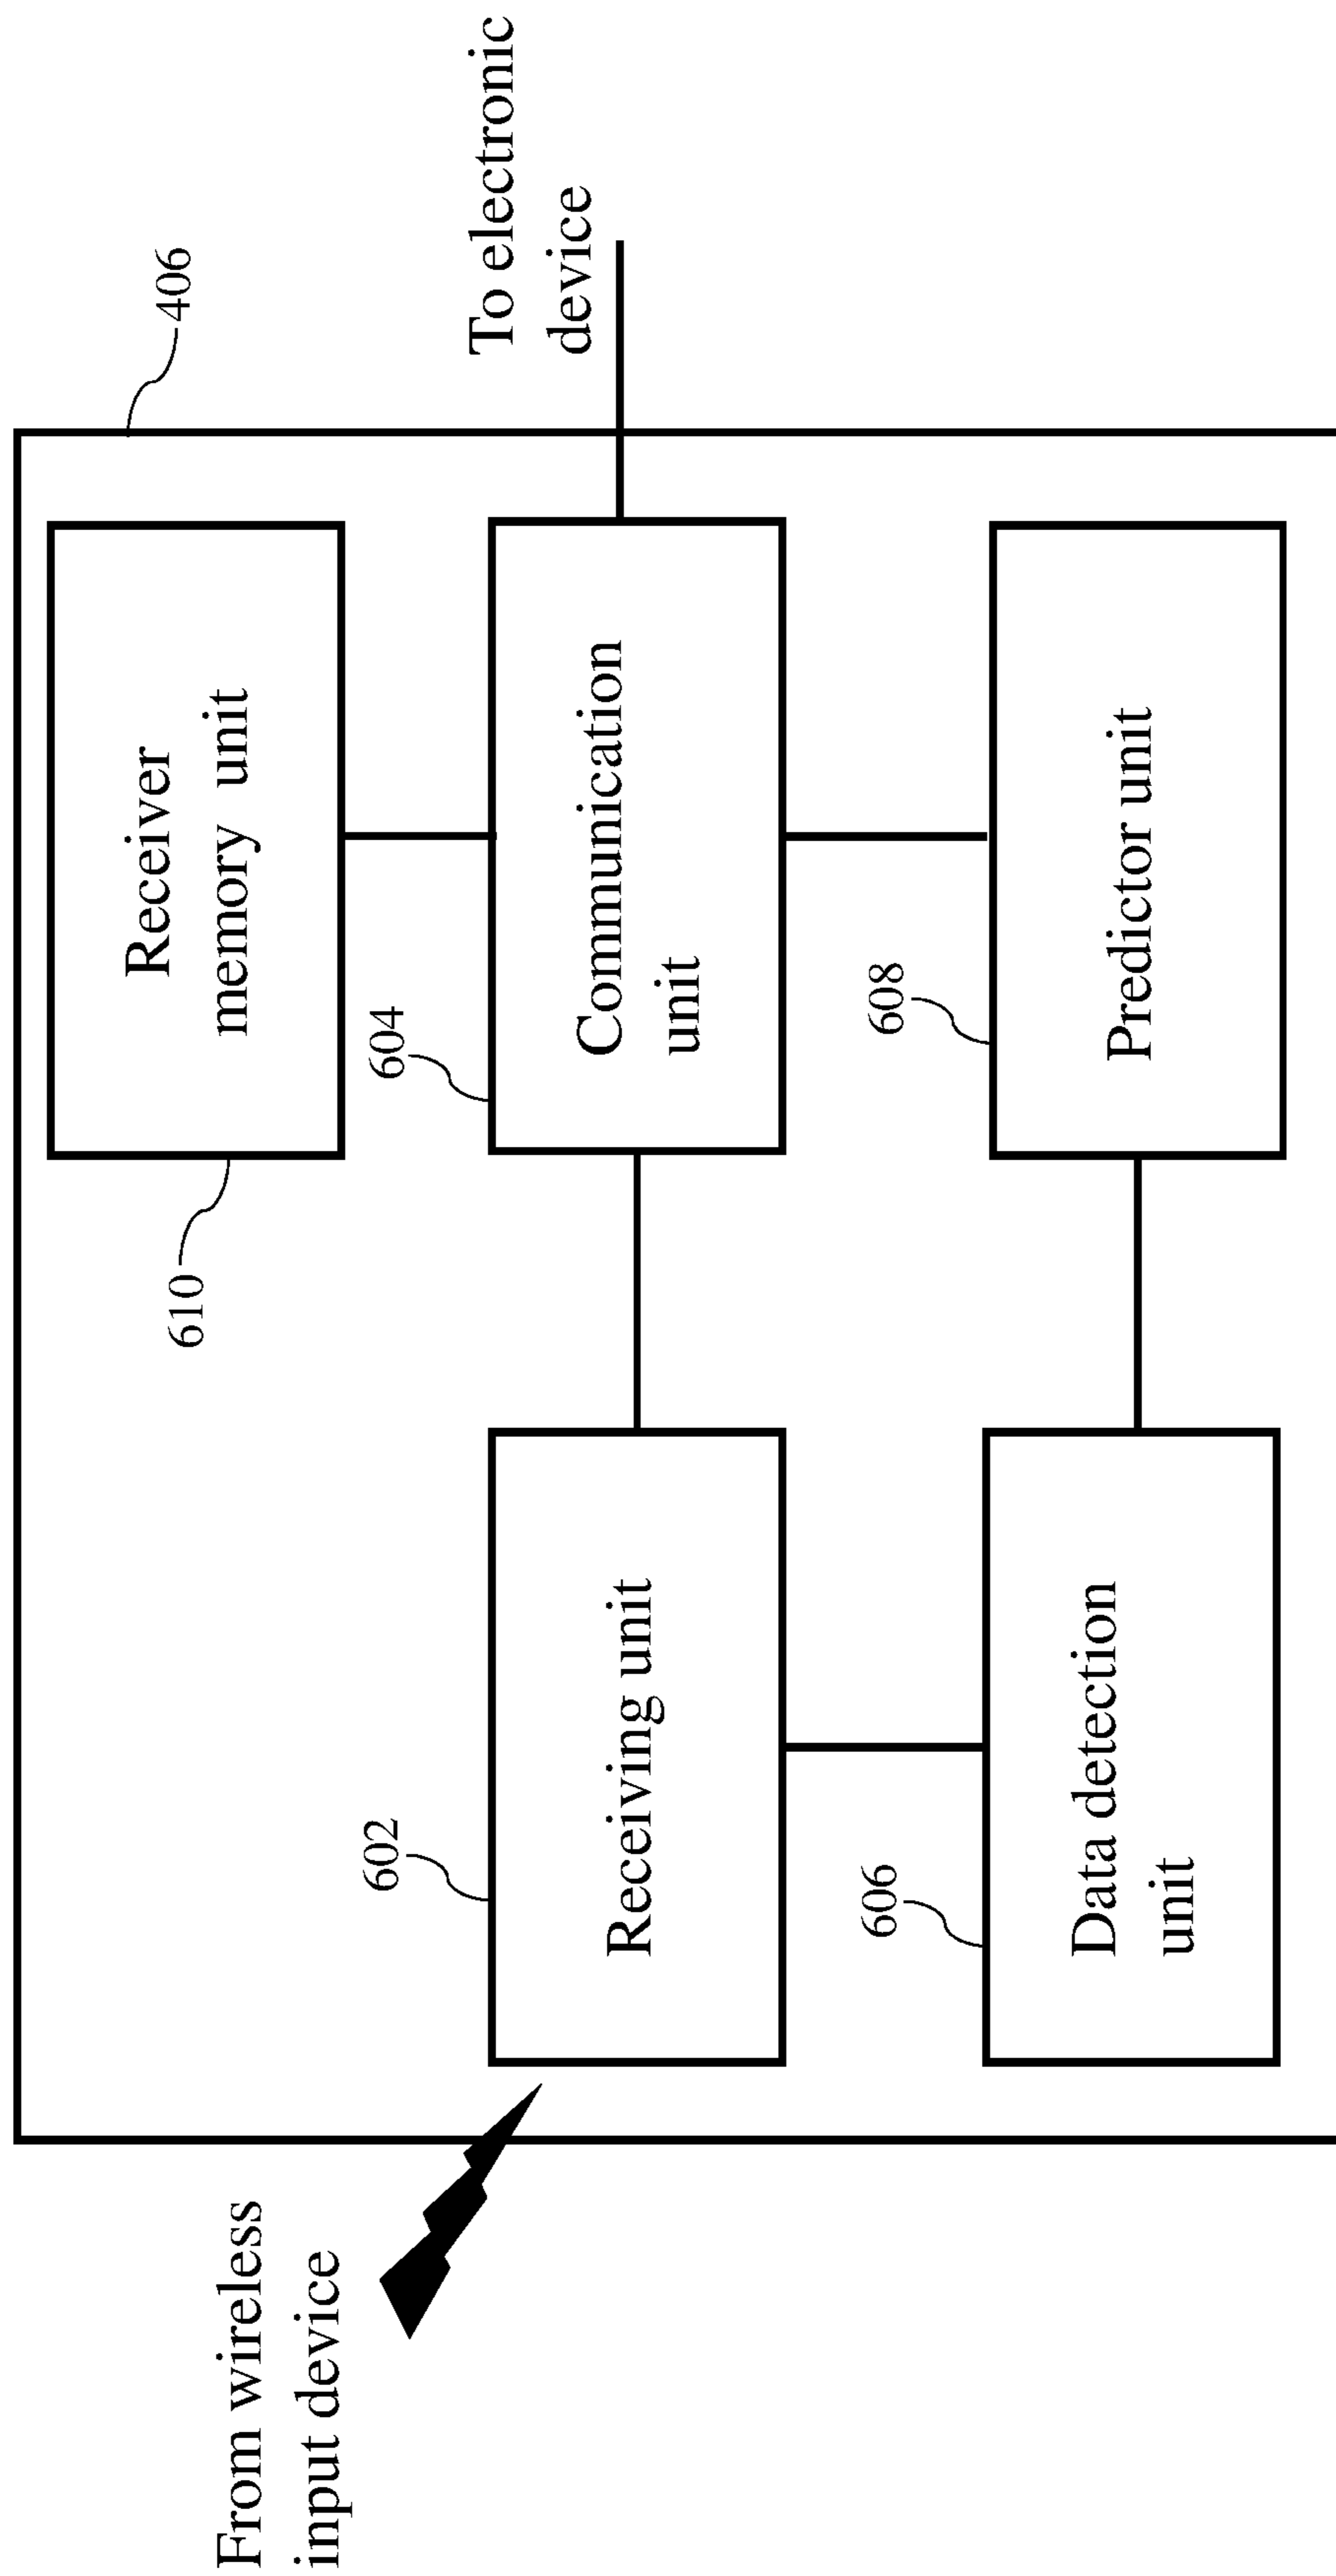 406
Receiver
memory unit
610
To electronic
device
604
Communication
unit
602
Receiving unit
From wireless
input device
608
Predictor unit
606
Data detection
unit